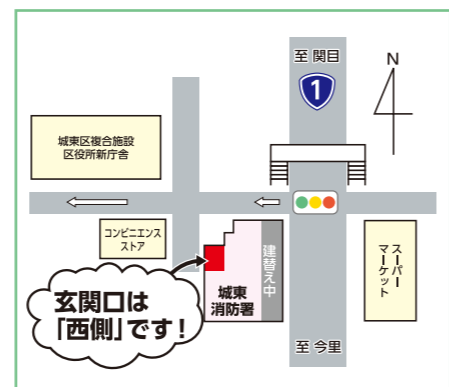 至 関目
1
N
城東区複合施設
区役所新庁舎
コンビニエンス
ストア
建替え中
城東
消防署
スーパー
マーケット
玄関口は
「西側」です!
至 今里